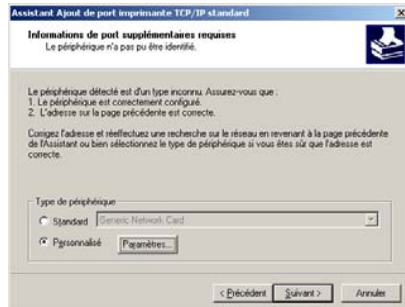 Assistant Ajout de port imprimante TCP/IP standard
Informations de port supplémentaires requises
Le périphérique n'a pas pu être identifié.
Le périphérique détecté est d'un type inconnu. Assurez-vous que :
1. Le périphérique est correctement configuré.
2. L'adresse sur la page précédente est correcte.
Corrigez l'adresse et réeffectuez une recherche sur le réseau en revenant à la page précédente
de l'Assistant ou bien sélectionnez le type de périphérique si vous êtes sûr que l'adresse est
correcte.
Type de périphérique
Standard Generic Network Card
Personnalisé Paramètres...
< Précédent Suivant > Annuler